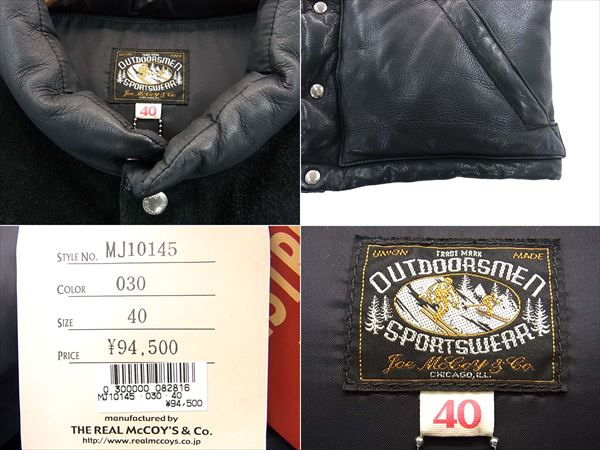 UNION TRADE MARK MADE
OUTDOORSMEN
SPORTSWEAR
Joe McCoy & Co.
CHICAGO, ILL.
40
STYLE NO. MJ10145
COLOR 030
SIZE 40
PRICE ¥94,500
0 300000 082816
MJ10145 030 40
¥94,500
manufactured by
THE REAL McCOY'S & Co.
http://www.realmccoys.co.jp
UNION TRADE MARK MADE
OUTDOORSMEN
SPORTSWEAR
Joe McCoy & Co.
CHICAGO, ILL.
40